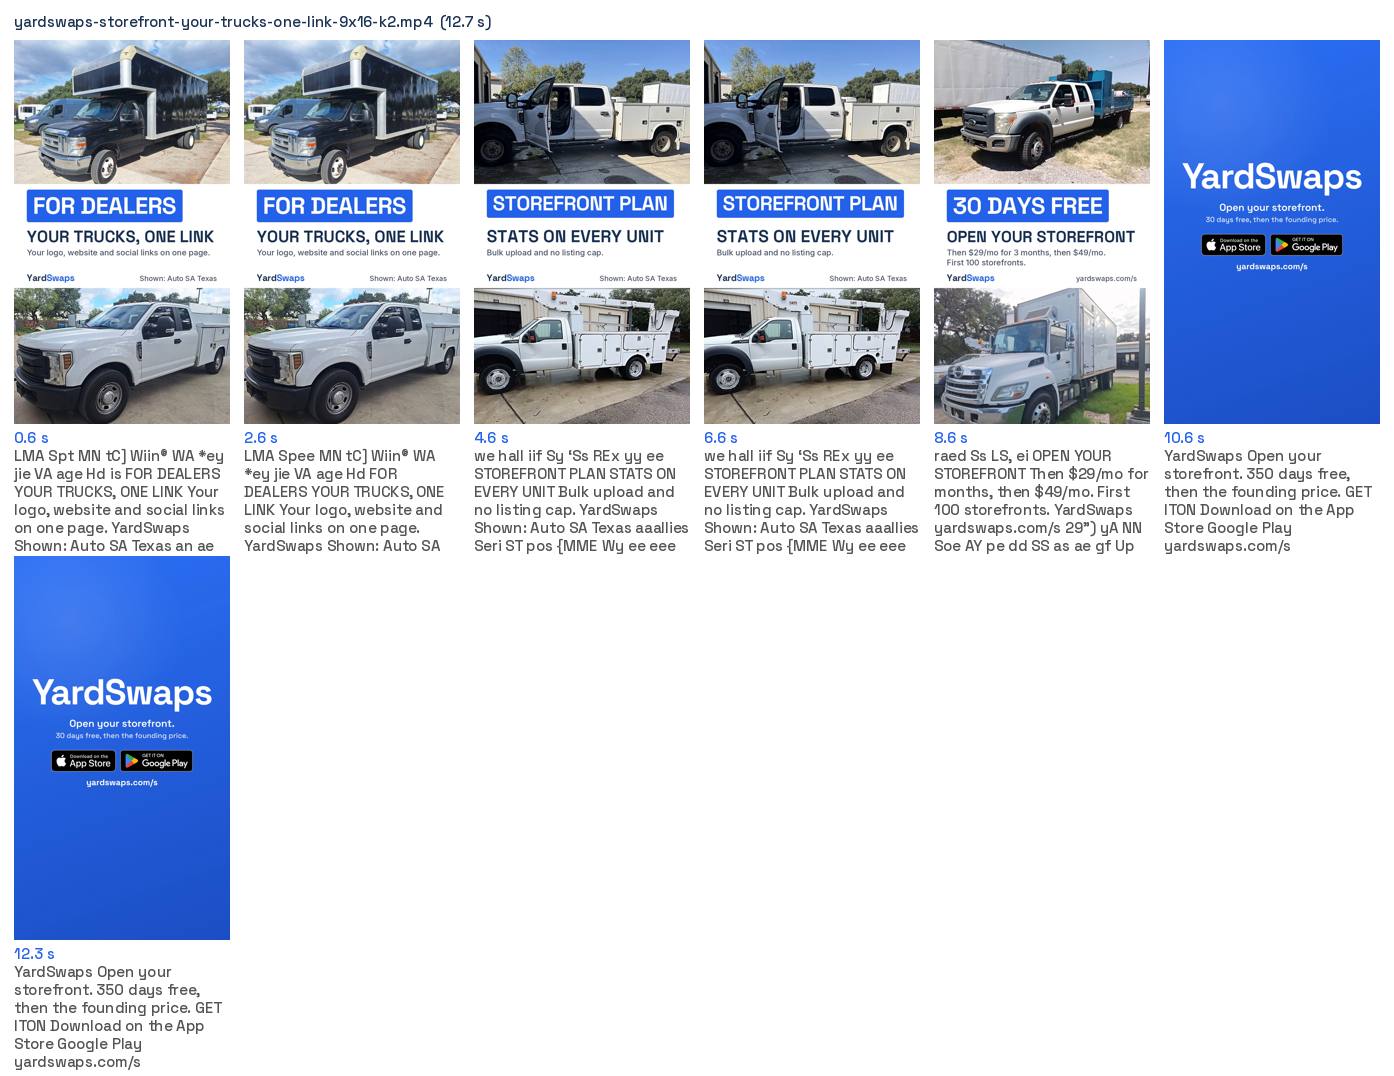 yardswaps-storefront-your-trucks-one-link-9x16-k2.mp4 (12.7 s)
FOR DEALERS
YOUR TRUCKS, ONE LINK
Your logo, website and social links on one page.
YardSwaps
Shown: Auto SA Texas
FOR DEALERS
YOUR TRUCKS, ONE LINK
Your logo, website and social links on one page.
YardSwaps
Shown: Auto SA Texas
STOREFRONT PLAN
STATS ON EVERY UNIT
Bulk upload and no listing cap.
YardSwaps
Shown: Auto SA Texas
STOREFRONT PLAN
STATS ON EVERY UNIT
Bulk upload and no listing cap.
YardSwaps
Shown: Auto SA Texas
30 DAYS FREE
OPEN YOUR STOREFRONT
Then $29/mo for 3 months, then $49/mo.
First 100 storefronts.
YardSwaps
yardswaps.com/s
YardSwaps
Open your storefront.
30 days free, then the founding price.
Download on the
App Store
GET IT ON
Google Play
yardswaps.com/s
0.6 s
LMA Spt MN tC] Wiin® WA *ey
jie VA age Hd is FOR DEALERS
YOUR TRUCKS, ONE LINK Your
logo, website and social links
on one page. YardSwaps
Shown: Auto SA Texas an ae
2.6 s
LMA Spee MN tC] Wiin® WA
*ey jie VA age Hd FOR
DEALERS YOUR TRUCKS, ONE
LINK Your logo, website and
social links on one page.
YardSwaps Shown: Auto SA
4.6 s
we hall iif Sy ‘Ss REx yy ee
STOREFRONT PLAN STATS ON
EVERY UNIT Bulk upload and
no listing cap. YardSwaps
Shown: Auto SA Texas aaallies
Seri ST pos {MME Wy ee eee
6.6 s
we hall iif Sy ‘Ss REx yy ee
STOREFRONT PLAN STATS ON
EVERY UNIT Bulk upload and
no listing cap. YardSwaps
Shown: Auto SA Texas aaallies
Seri ST pos {MME Wy ee eee
8.6 s
raed Ss LS, ei OPEN YOUR
STOREFRONT Then $29/mo for
months, then $49/mo. First
100 storefronts. YardSwaps
yardswaps.com/s 29”) yA NN
Soe AY pe dd SS as ae gf Up
10.6 s
YardSwaps Open your
storefront. 350 days free,
then the founding price. GET
ITON Download on the App
Store Google Play
yardswaps.com/s
YardSwaps
Open your storefront.
30 days free, then the founding price.
Download on the
App Store
GET IT ON
Google Play
yardswaps.com/s
12.3 s
YardSwaps Open your
storefront. 350 days free,
then the founding price. GET
ITON Download on the App
Store Google Play
yardswaps.com/s